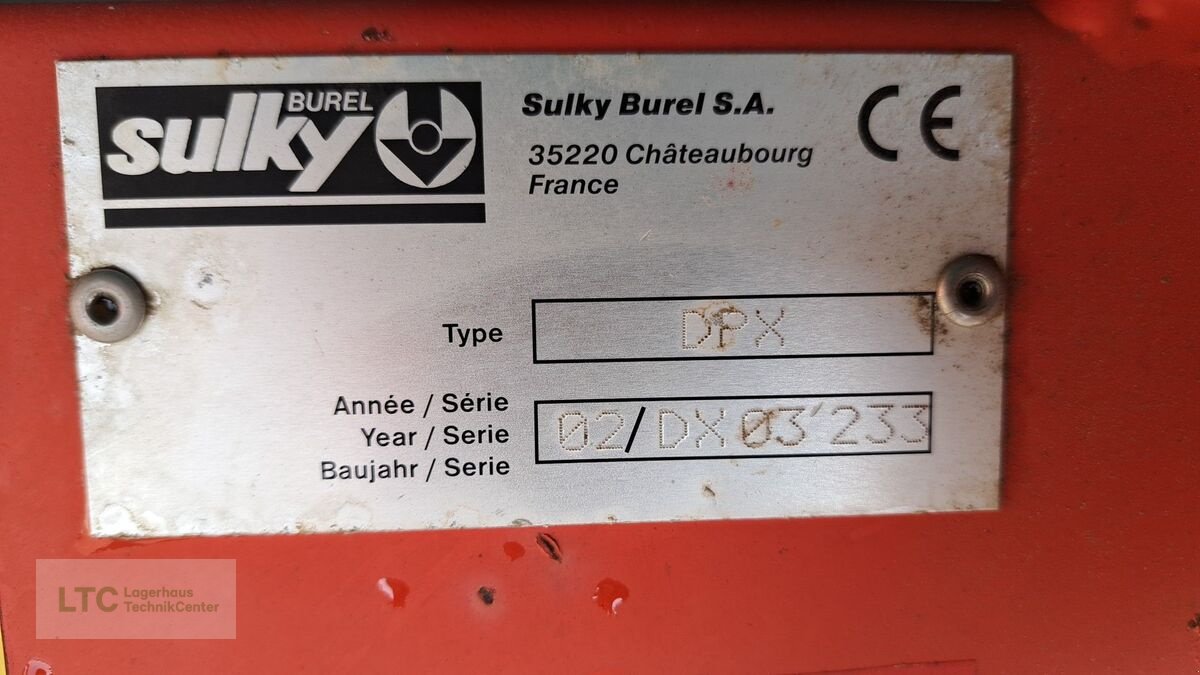 BUREL
sulky
Sulky Burel S.A.
35220 Châteaubourg
France
CE
Type
DPX
Année / Série
Year / Serie
Baujahr / Serie
02/DX03'233
LTC Lagerhaus
TechnikCenter